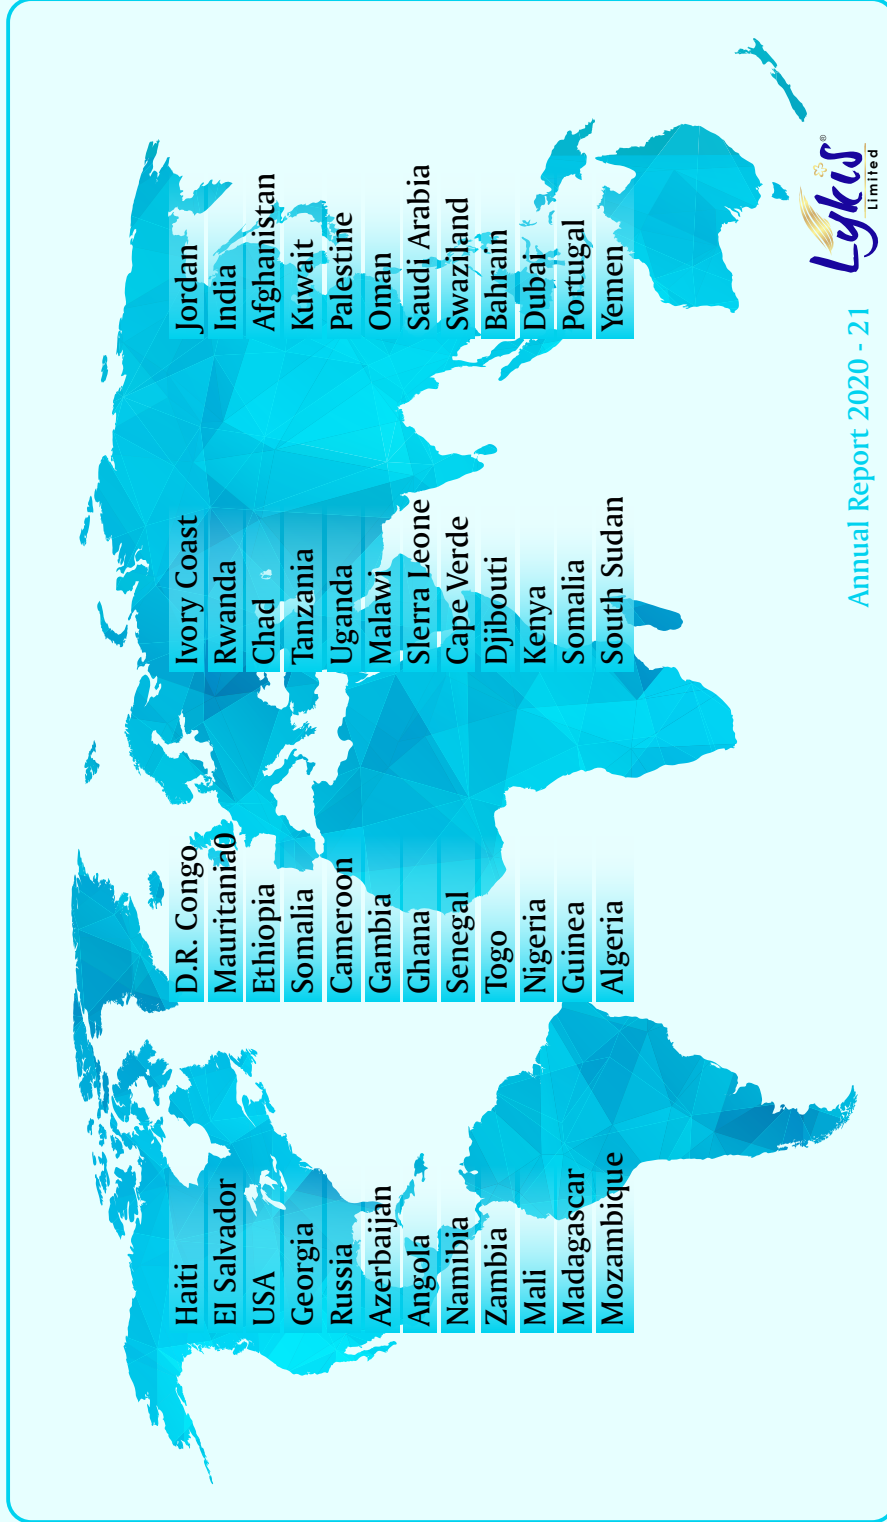 Haiti
El Salvador
USA
Georgia
Russia
Azerbaijan
Angola
Namibia
Zambia
Mali
Madagascar
Mozambique
D.R. Congo
Mauritania0
Ethiopia
Somalia
Cameroon
Gambia
Ghana
Senegal
Togo
Nigeria
Guinea
Algeria
Ivory Coast
Rwanda
Chad
Tanzania
Uganda
Malawi
SIerra Leone
Cape Verde
Djibouti
Kenya
Somalia
South Sudan
Jordan
India
Afghanistan
Kuwait
Palestine
Oman
Saudi Arabia
Swaziland
Bahrain
Dubai
Portugal
Yemen
Annual Report 2020 - 21
Lykis®
Limited